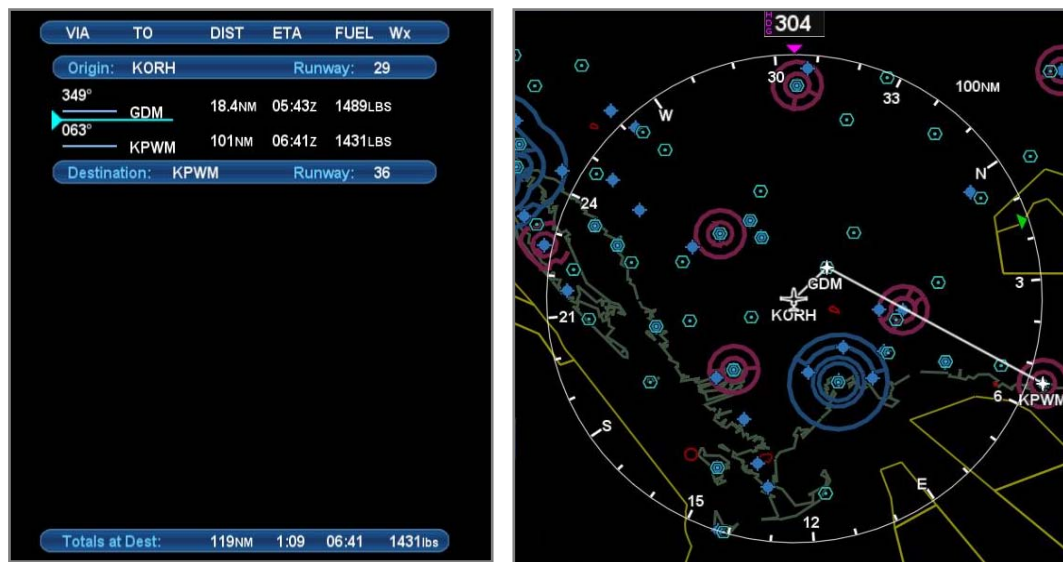 VIA TO DIST ETA FUEL Wx
Origin: KORH Runway: 29
349°
GDM 18.4NM 05:43Z 1489LBS
063°
KPWM 101NM 06:41Z 1431LBS
Destination: KPWM Runway: 36
Totals at Dest: 119NM 1:09 06:41 1431lbs
HDG 304
30
33
100NM
W
N
24
GDM
3
KORH
21
6
KPWM
S
E
15
12